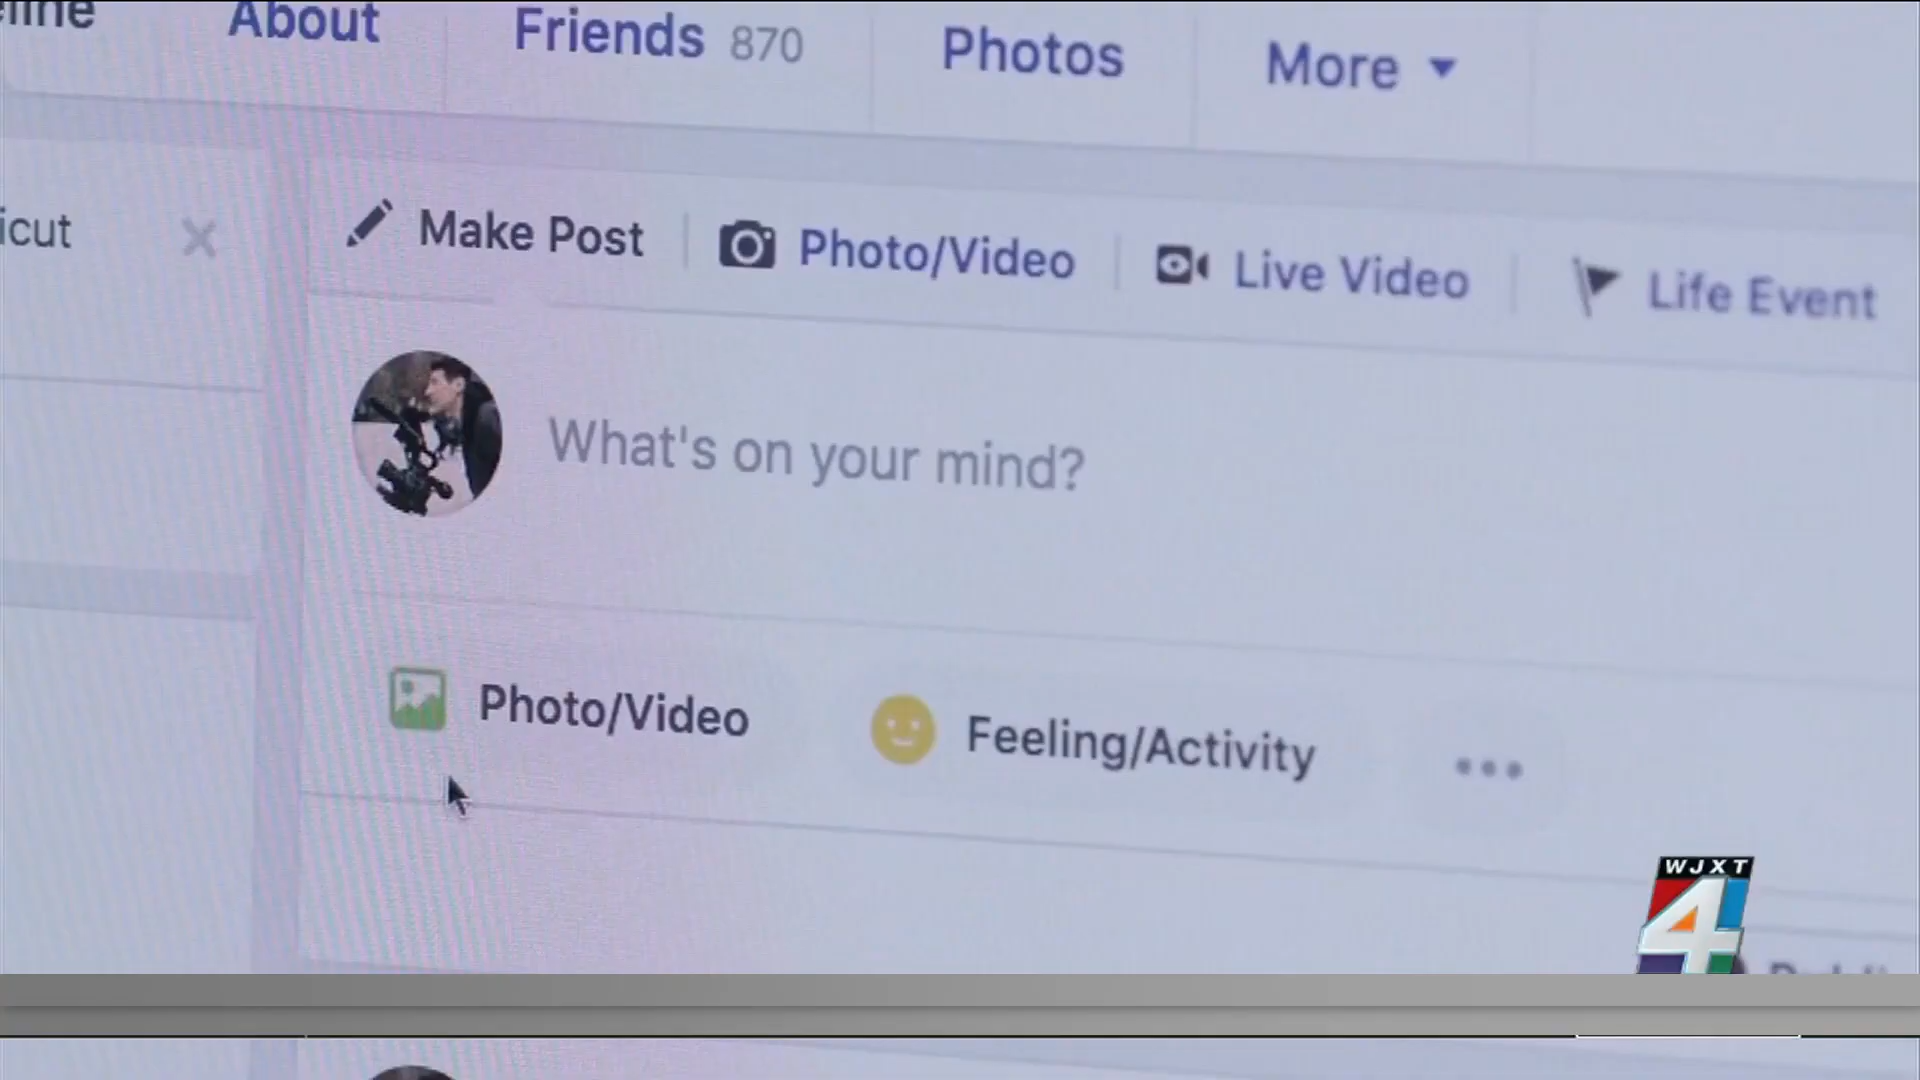 About Friends 870 Photos More
Make Post Photo/Video Live Video Life Event
icut
What's on your mind?
Photo/Video Feeling/Activity
WJXT
4